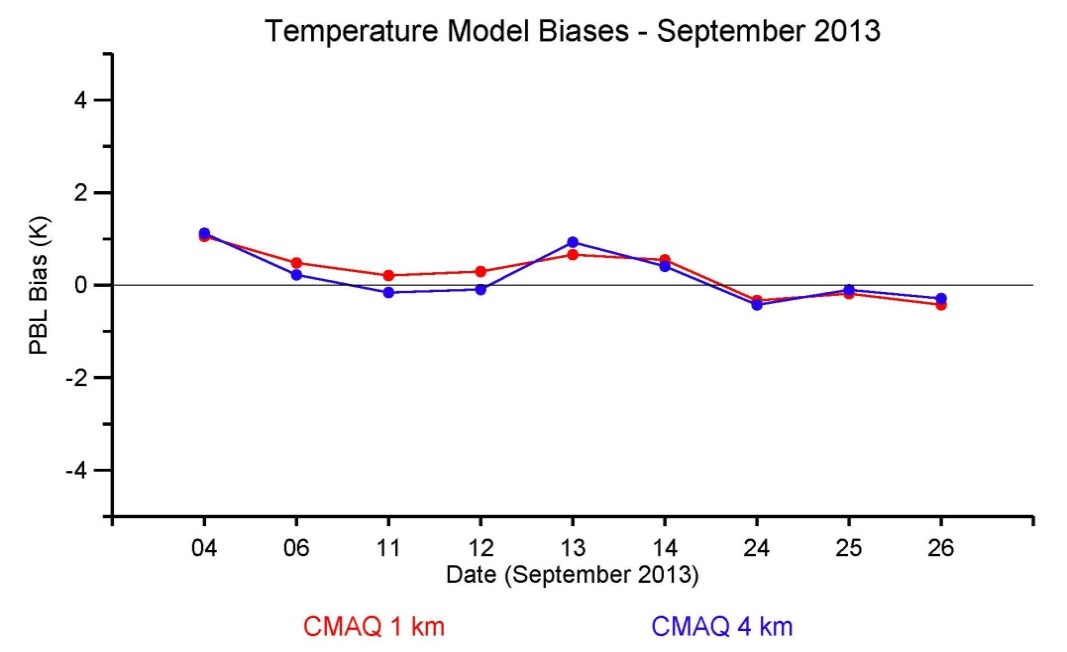 Temperature Model Biases - September 2013
PBL Bias (K)
4
2
0
-2
-4
04 06 11 12 13 14 24 25 26
Date (September 2013)
CMAQ 1 km CMAQ 4 km